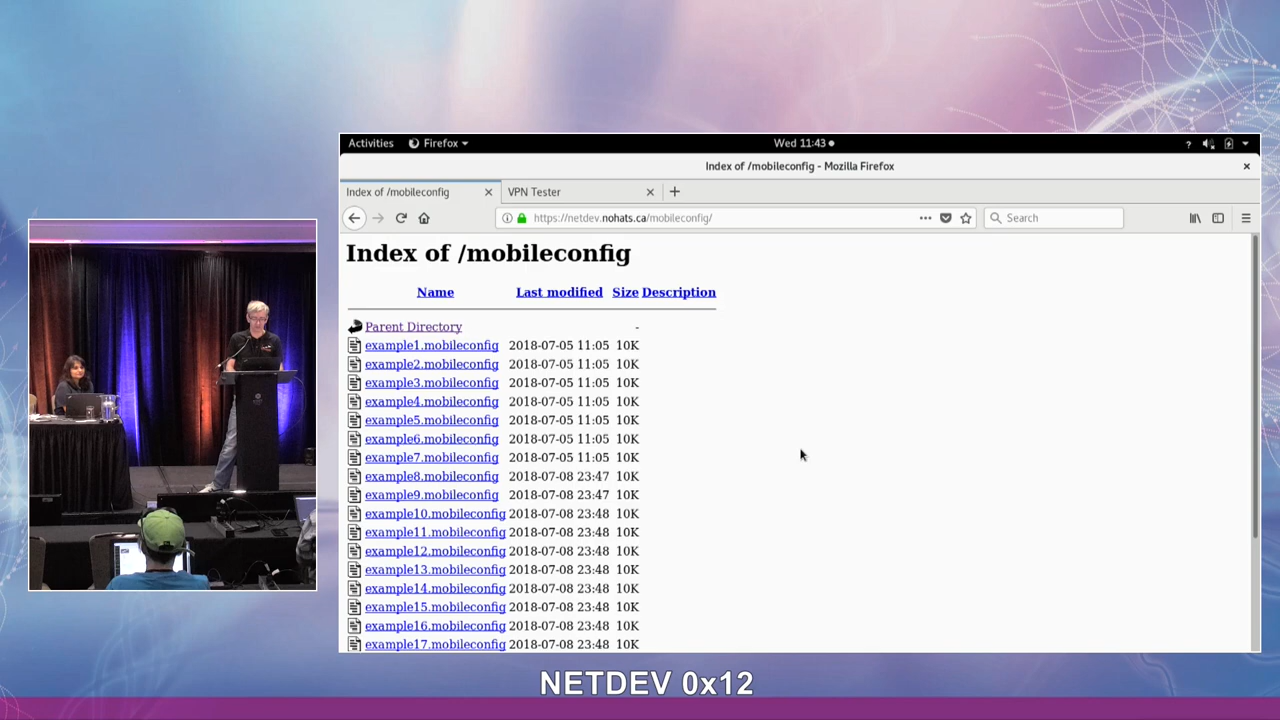 Activities Firefox Wed 11:43
Index of /mobileconfig - Mozilla Firefox
Index of /mobileconfig VPN Tester
https://netdev.nohats.ca/mobileconfig/ Search
Index of /mobileconfig
Name Last modified Size Description
Parent Directory -
example1.mobileconfig 2018-07-05 11:05 10K
example2.mobileconfig 2018-07-05 11:05 10K
example3.mobileconfig 2018-07-05 11:05 10K
example4.mobileconfig 2018-07-05 11:05 10K
example5.mobileconfig 2018-07-05 11:05 10K
example6.mobileconfig 2018-07-05 11:05 10K
example7.mobileconfig 2018-07-05 11:05 10K
example8.mobileconfig 2018-07-08 23:47 10K
example9.mobileconfig 2018-07-08 23:47 10K
example10.mobileconfig 2018-07-08 23:48 10K
example11.mobileconfig 2018-07-08 23:48 10K
example12.mobileconfig 2018-07-08 23:48 10K
example13.mobileconfig 2018-07-08 23:48 10K
example14.mobileconfig 2018-07-08 23:48 10K
example15.mobileconfig 2018-07-08 23:48 10K
example16.mobileconfig 2018-07-08 23:48 10K
example17.mobileconfig 2018-07-08 23:48 10K
NETDEV 0x12